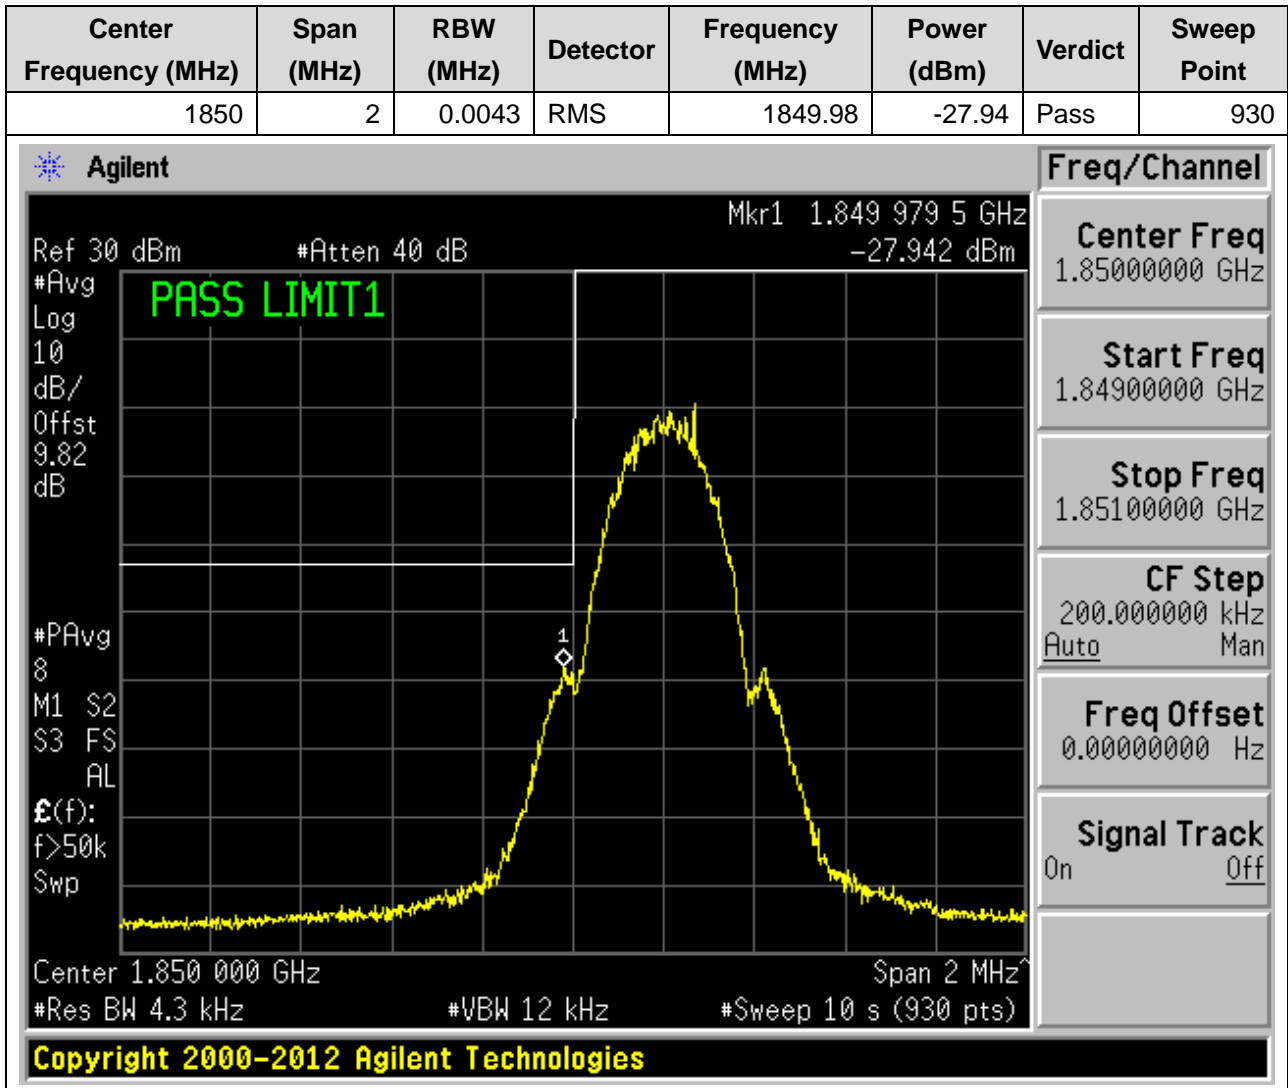 Center Frequency (MHz) Span (MHz) RBW (MHz) Detector Frequency (MHz) Power (dBm) Verdict Sweep Point
1850 2 0.0043 RMS 1849.98 -27.94 Pass 930
Agilent
Freq/Channel
Mkr1 1.849 979 5 GHz
Ref 30 dBm #Atten 40 dB -27.942 dBm
#Avg
Log
10
dB/
Offst
9.82
dB
PASS LIMIT1
1
#PAvg
8
M1 S2
S3 FS
AL
£(f):
f>50k
Swp
Center 1.850 000 GHz Span 2 MHz^
#Res BW 4.3 kHz #VBW 12 kHz #Sweep 10 s (930 pts)
Center Freq
1.85000000 GHz
Start Freq
1.84900000 GHz
Stop Freq
1.85100000 GHz
CF Step
200.000000 kHz
Auto Man
Freq Offset
0.00000000 Hz
Signal Track
On Off
Copyright 2000-2012 Agilent Technologies